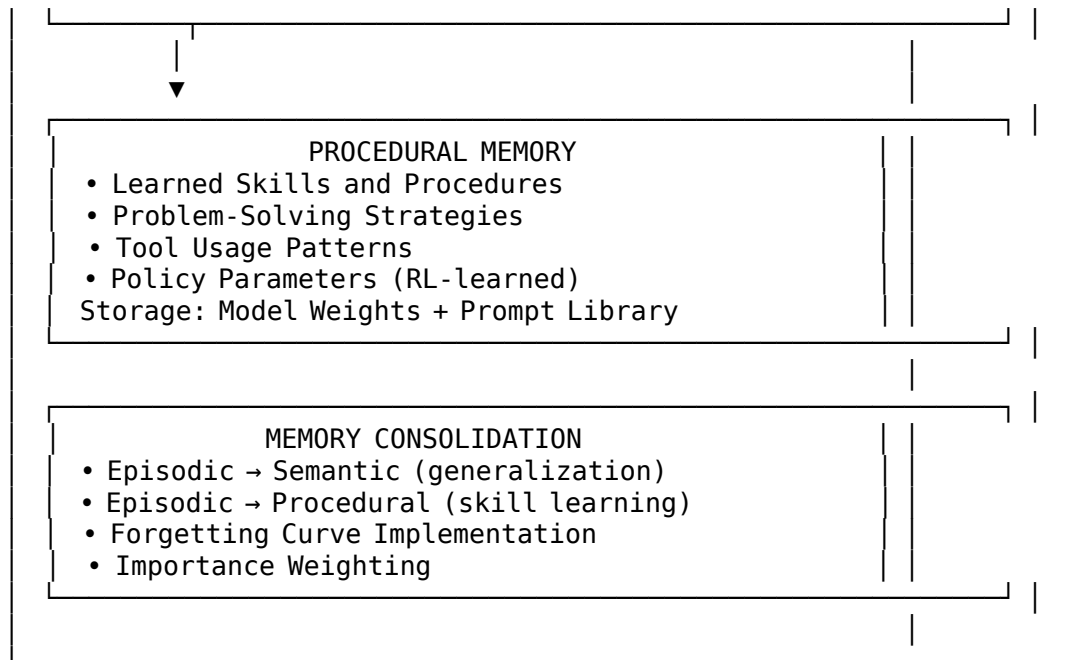 PROCEDURAL MEMORY
• Learned Skills and Procedures
• Problem-Solving Strategies
• Tool Usage Patterns
• Policy Parameters (RL-learned)
Storage: Model Weights + Prompt Library
MEMORY CONSOLIDATION
• Episodic → Semantic (generalization)
• Episodic → Procedural (skill learning)
• Forgetting Curve Implementation
• Importance Weighting